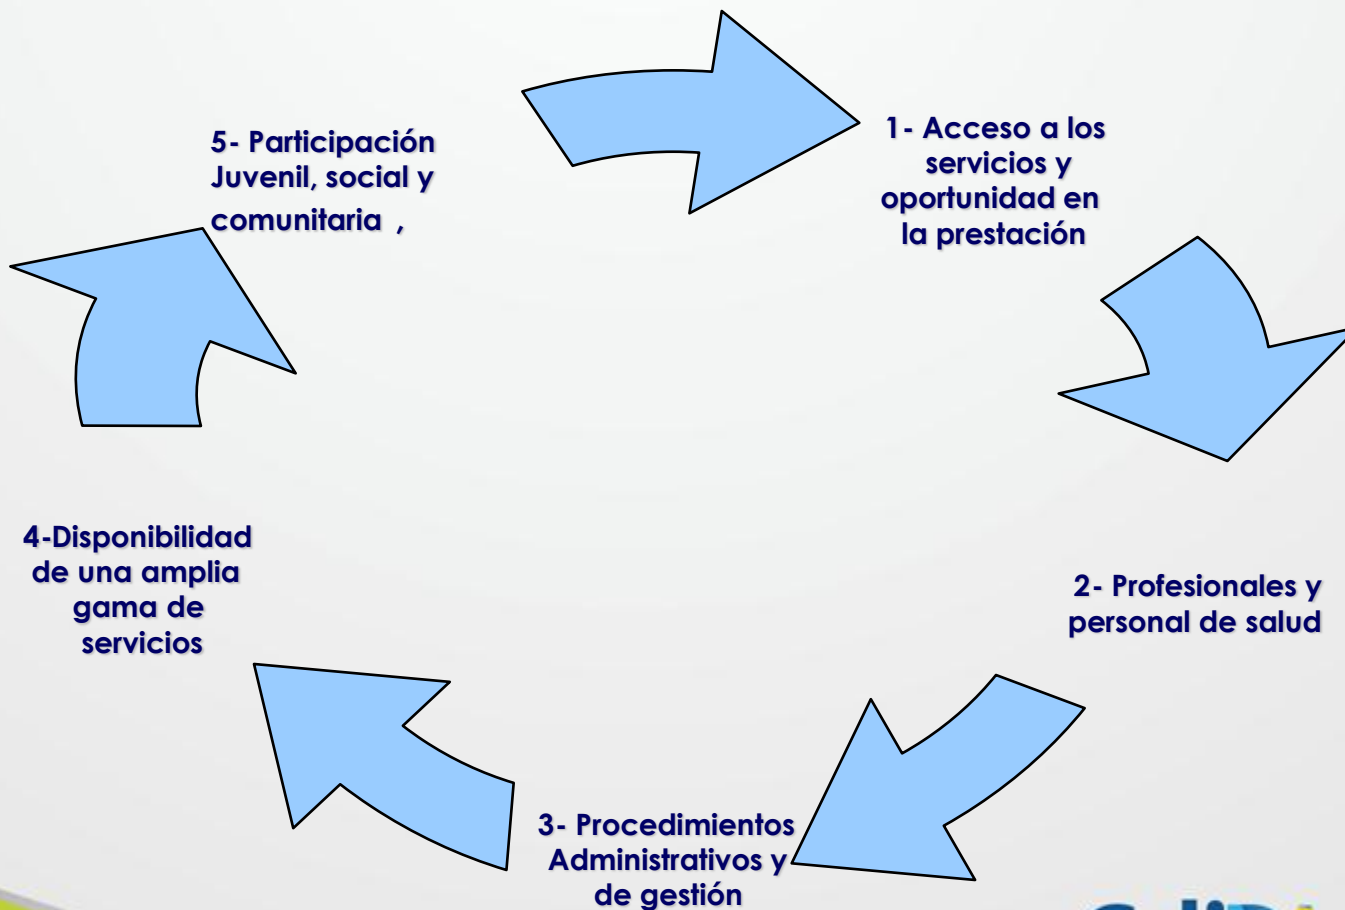 5- Participación
Juvenil, social y
comunitaria ,
1- Acceso a los
servicios y
oportunidad en
la prestación
4-Disponibilidad
de una amplia
gama de
servicios
2- Profesionales y
personal de salud
3- Procedimientos
Administrativos y
de gestión